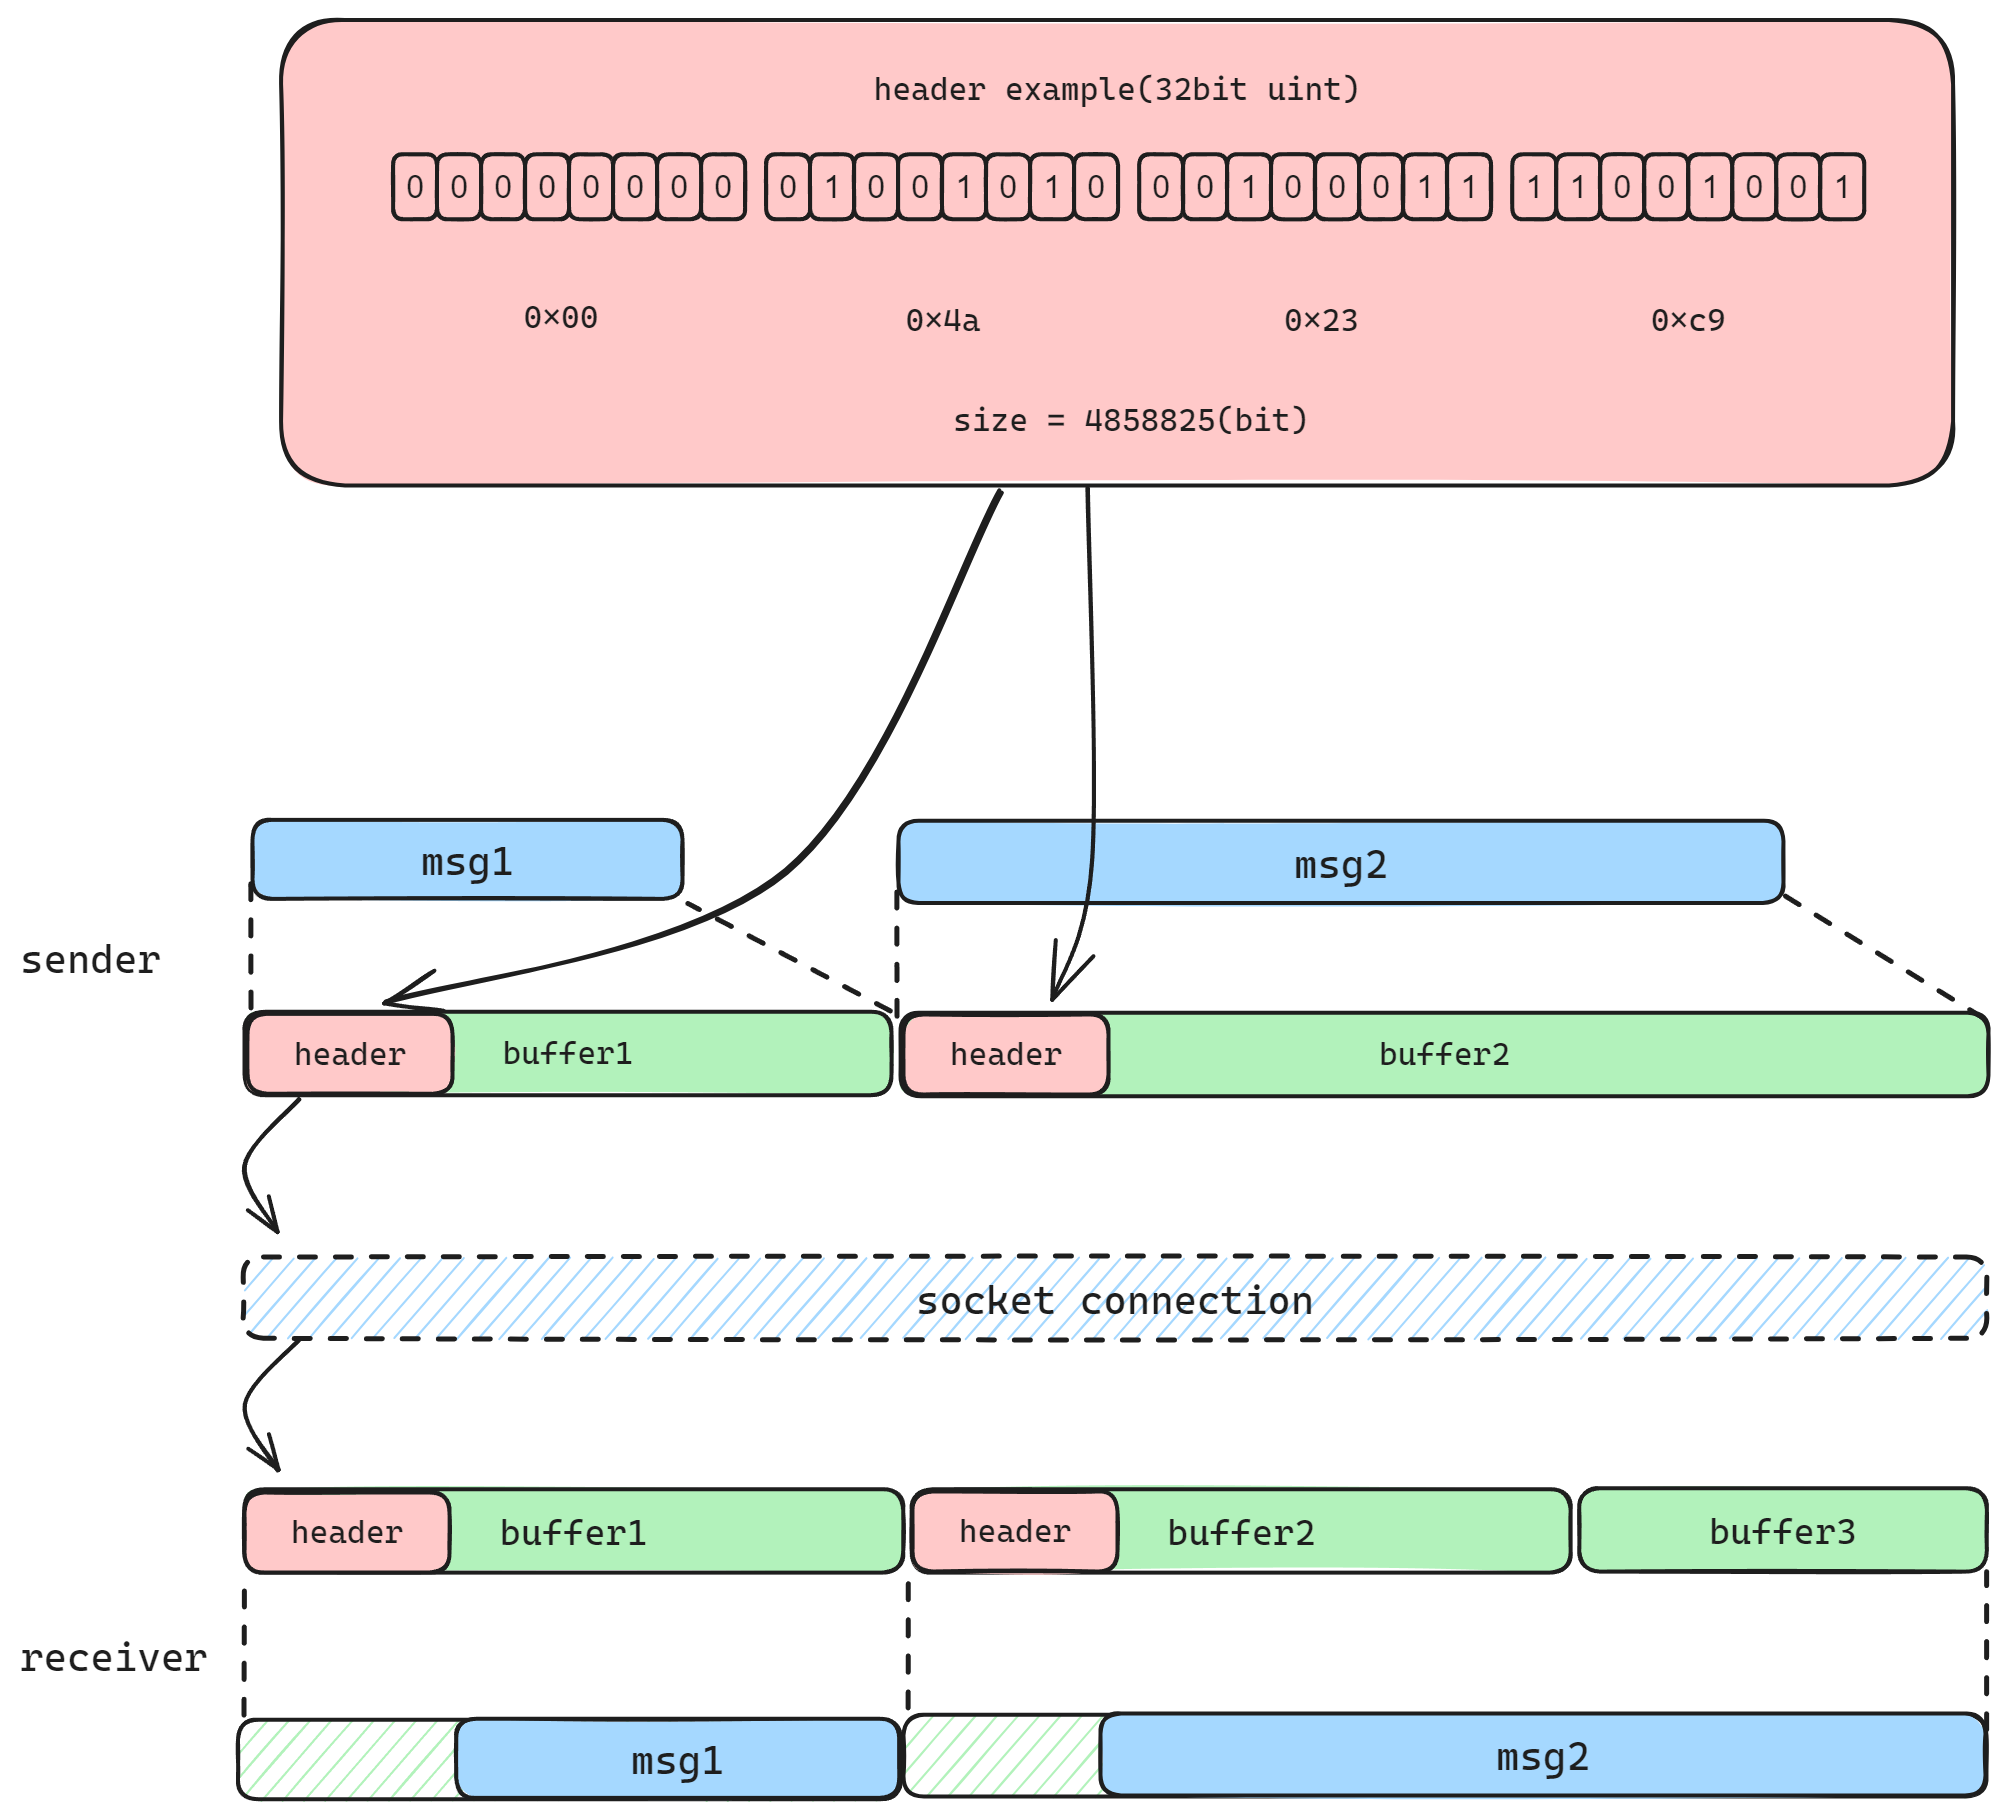 header example(32bit uint)
0 0 0 0 0 0 0 0 0 1 0 0 1 0 1 0 0 0 1 0 0 0 1 1 1 1 0 0 1 0 0 1
0×00 0×4a 0×23 0×c9
size = 4858825(bit)
msg1 msg2
sender
header buffer1 header buffer2
socket connection
header buffer1 header buffer2 buffer3
receiver
msg1 msg2